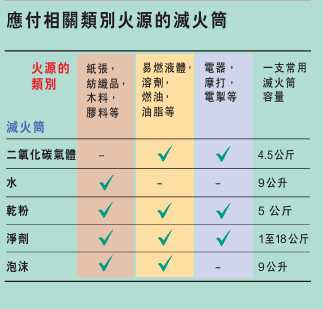 應付相關類別火源的滅火筒
火源的 紙張， 易燃液體， 電器， 一支常用
類別 紡織品， 溶劑， 摩打， 滅火筒
木料， 燃油， 電掣等 容量
膠料等 油脂等
滅火筒
二氧化碳氣體 – ✓ ✓ 4.5公斤
水 ✓ – – 9公升
乾粉 ✓ ✓ ✓ 5 公斤
淨劑 ✓ ✓ ✓ 1至18公斤
泡沫 ✓ ✓ – 9公升